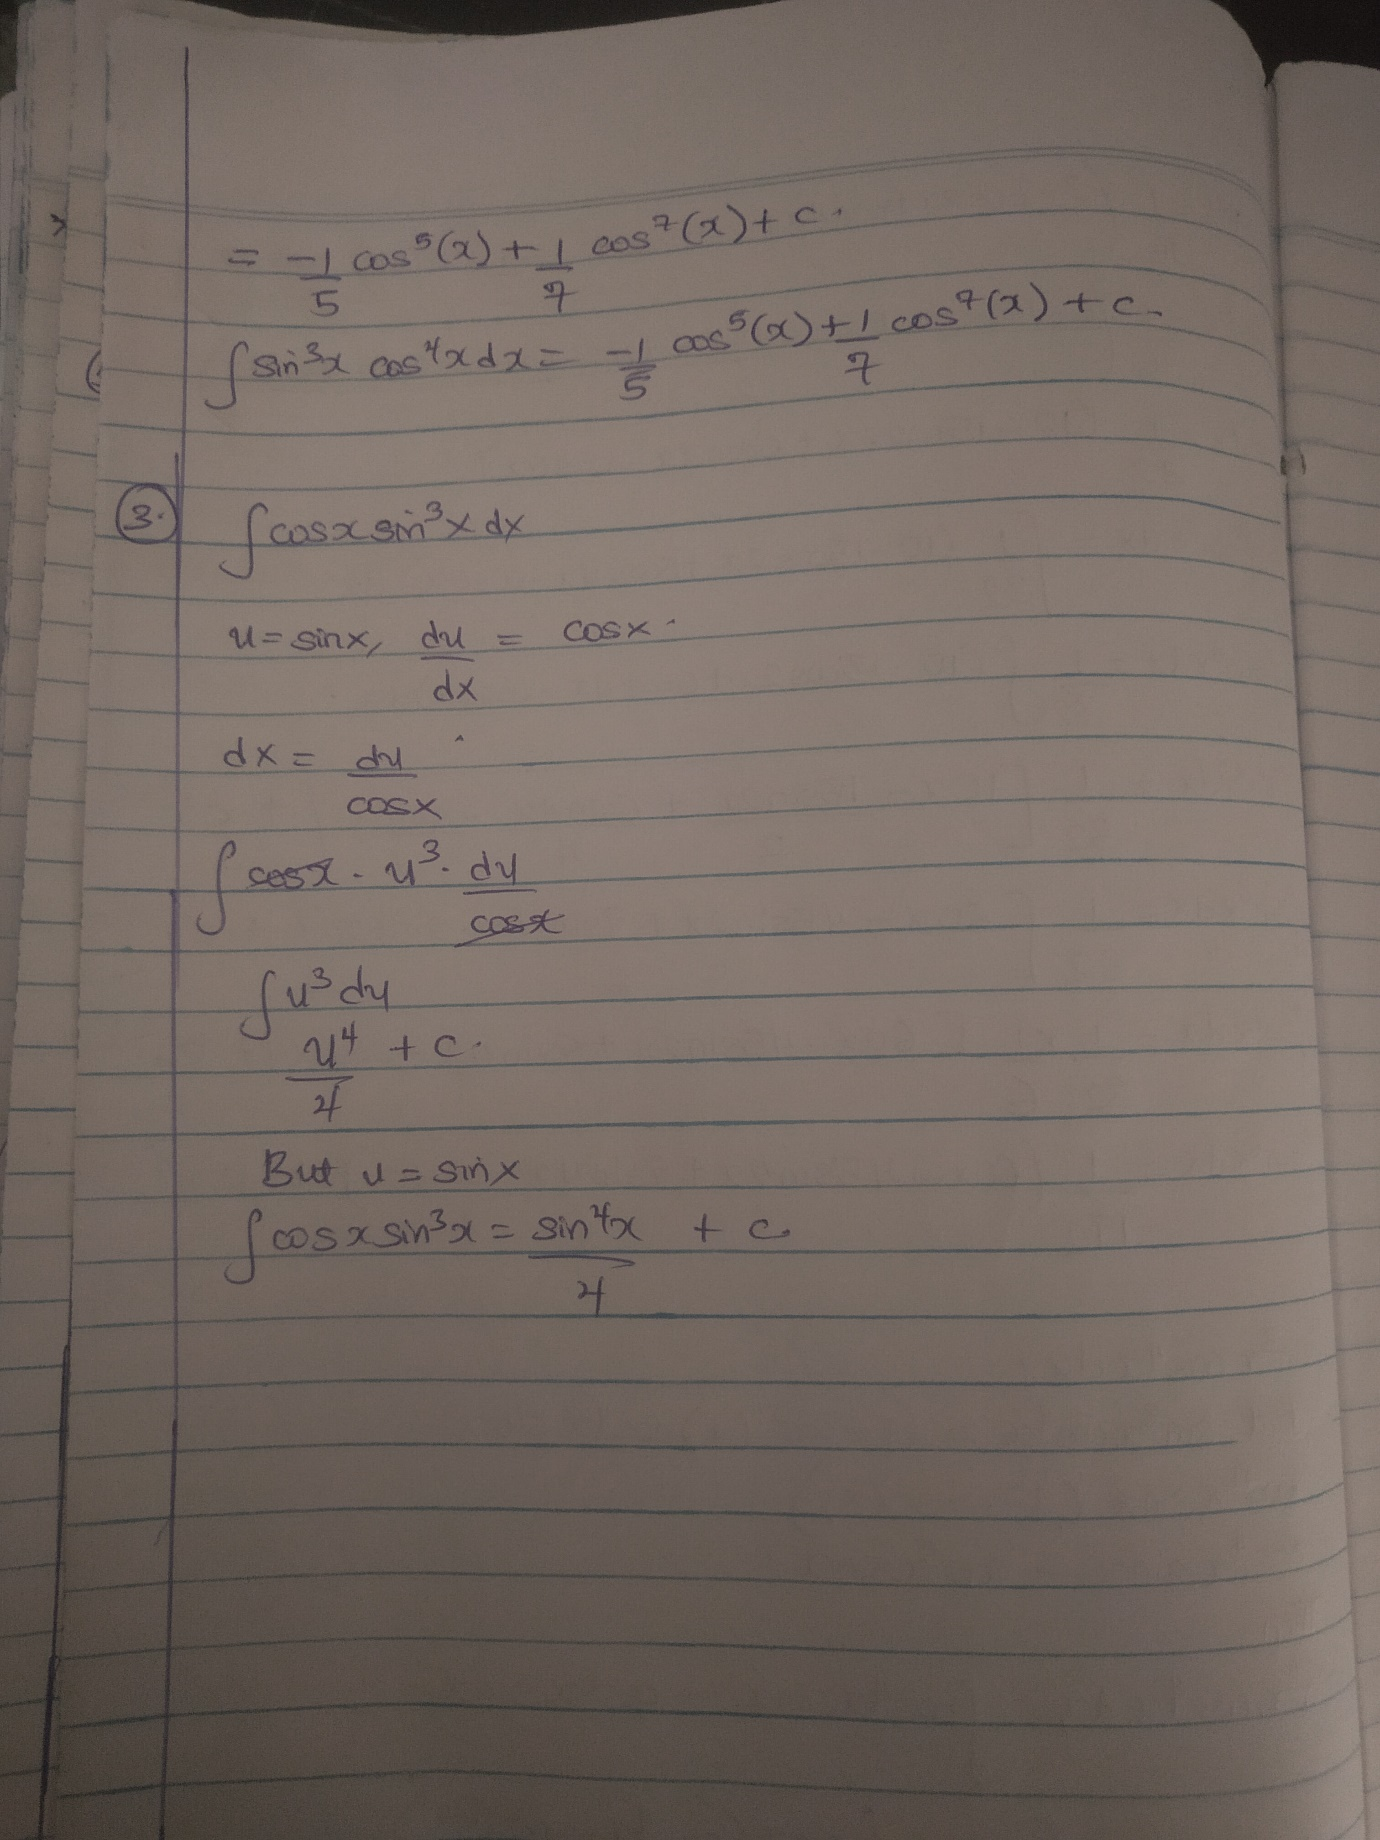 = -1/5 cos⁵(x) + 1/7 cos⁷(x) + c.
∫ sin³x cos⁴x dx = -1/5 cos⁵(x) + 1/7 cos⁷(x) + c.
3. ∫ cosx sin³x dx
u = sinx, du/dx = cosx.
dx = du/cosx
∫ cosx . u³ . du/cosx
∫ u³ du
u⁴/4 + c.
But u = sinx
∫ cosx sin³x = sin⁴x/4 + c.